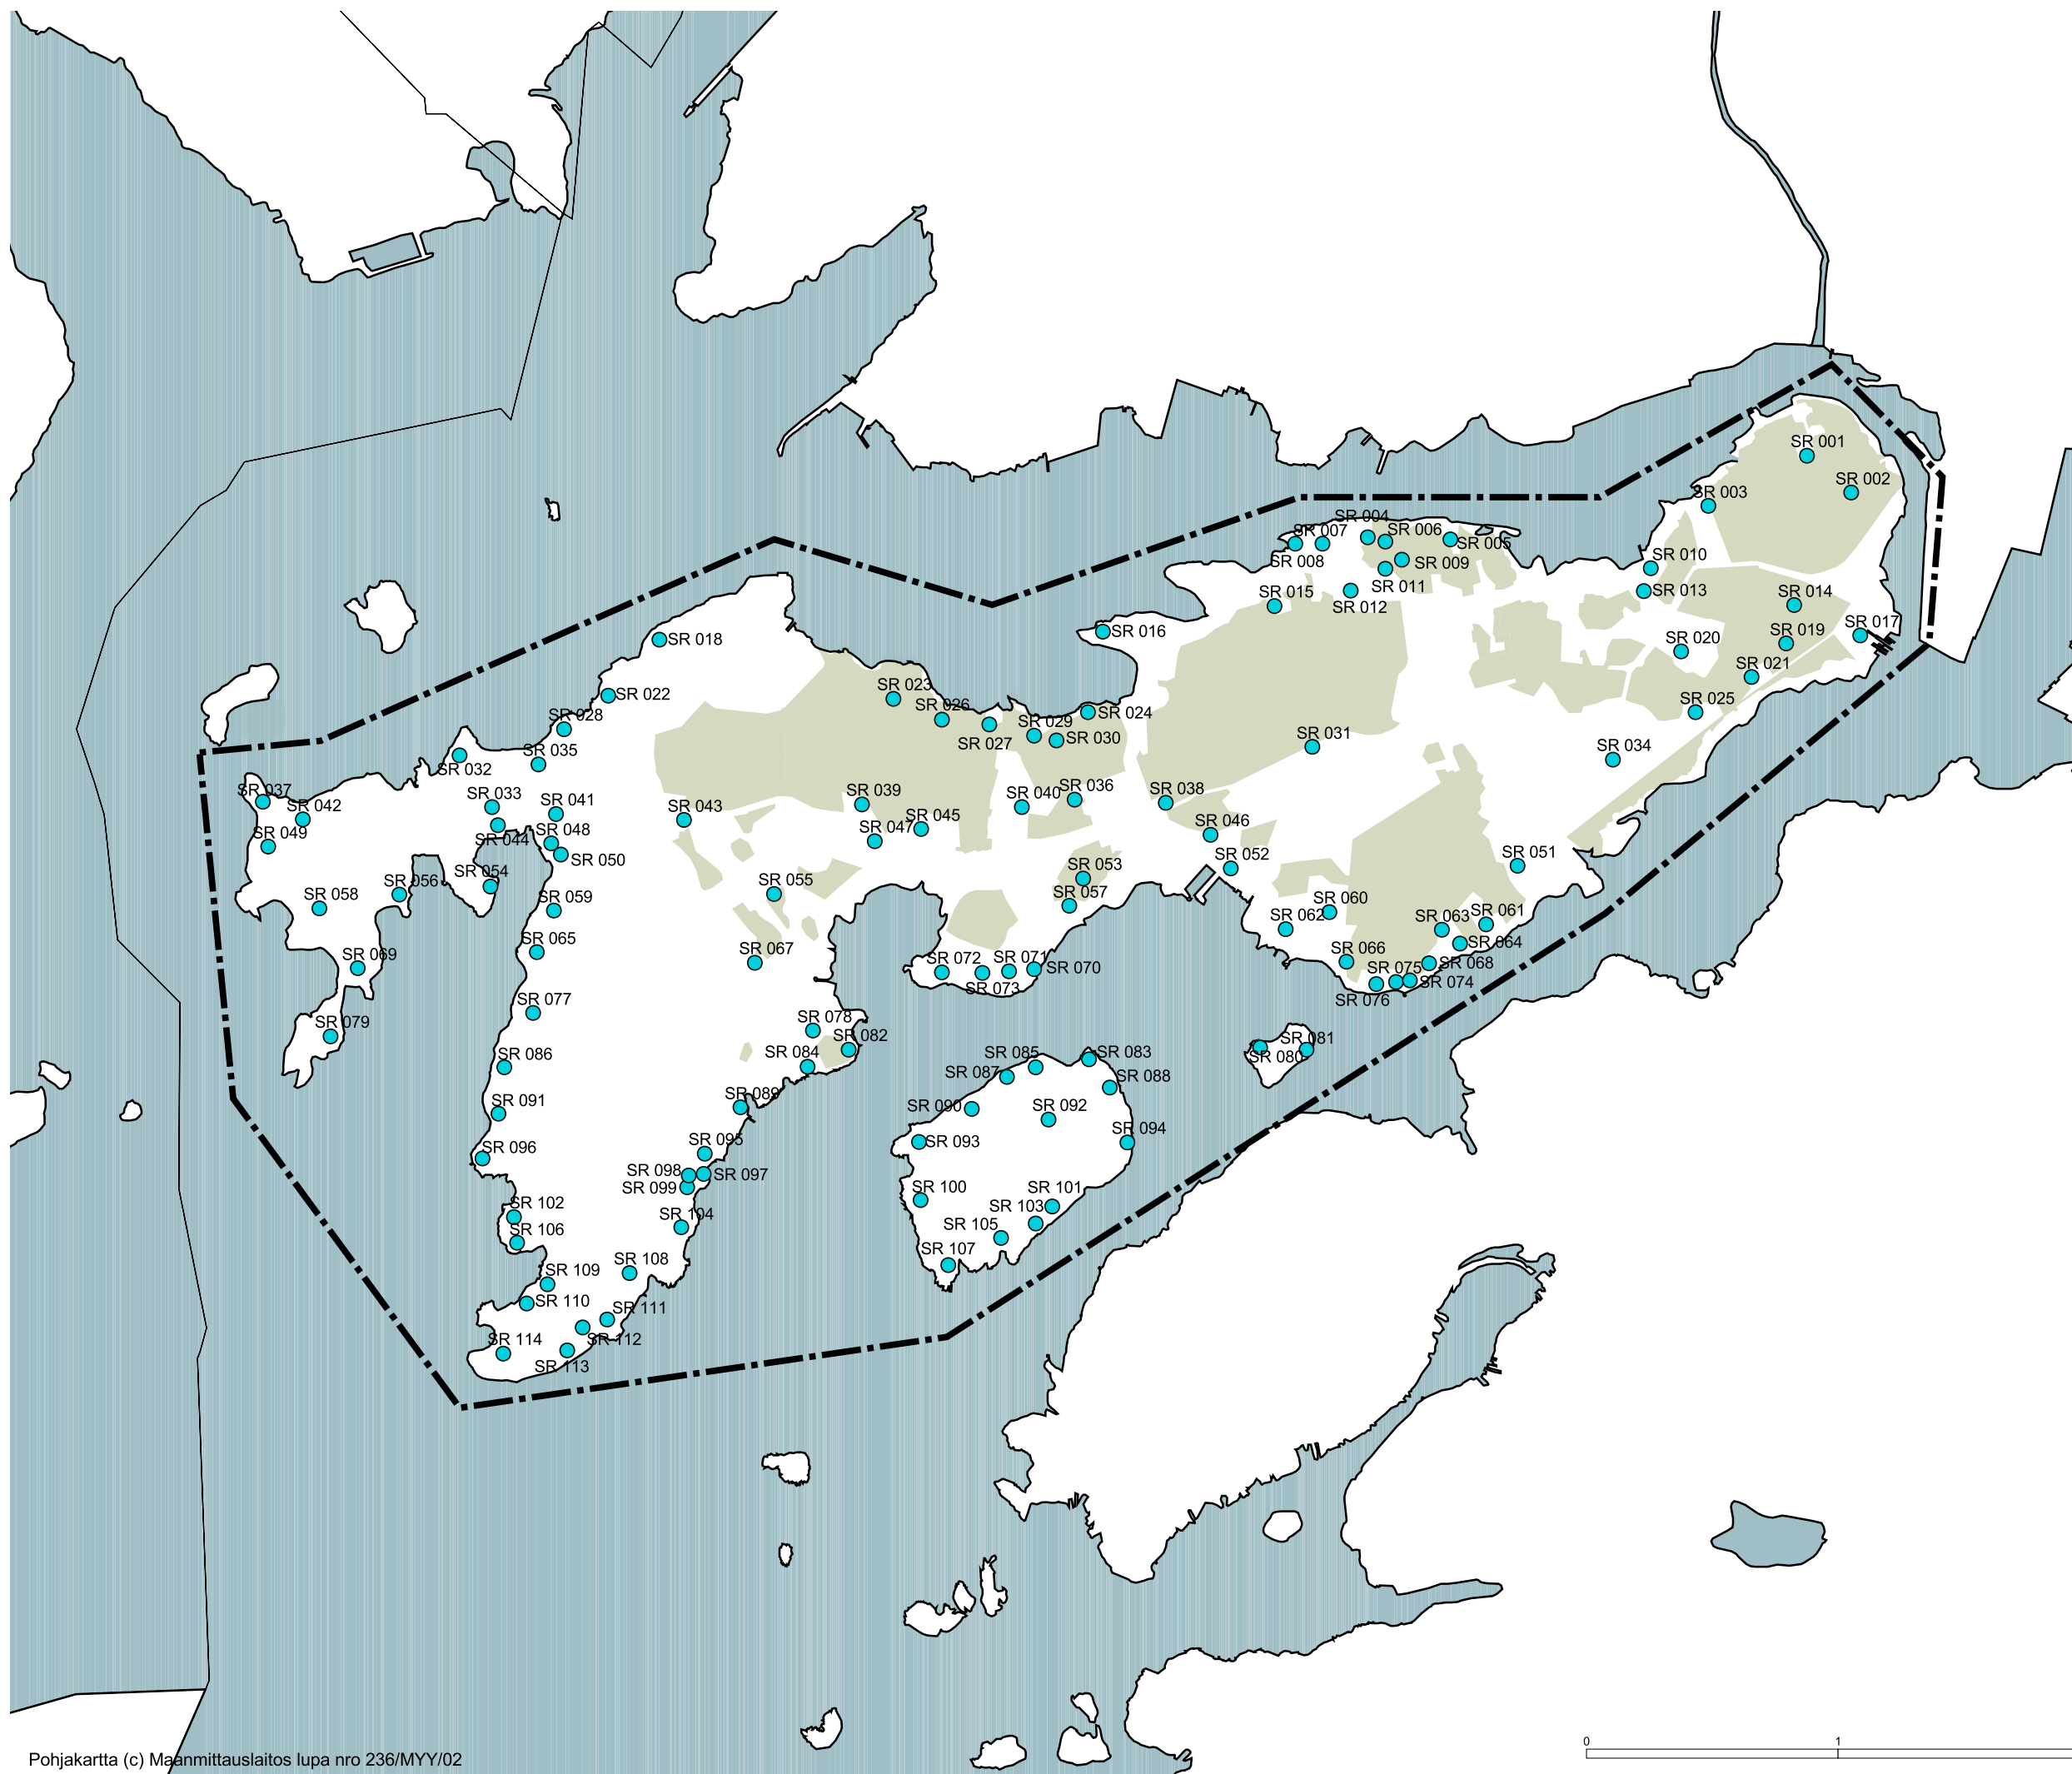 SR 001
SR 002
SR 003
SR 004
SR 007
SR 006
SR 005
SR 008
SR 009
SR 010
SR 011
SR 013
SR 015
SR 012
SR 014
SR 017
SR 016
SR 018
SR 020
SR 019
SR 021
SR 023
SR 022
SR 025
SR 024
SR 026
SR 028
SR 029
SR 027
SR 030
SR 031
SR 034
SR 035
SR 032
SR 037
SR 033
SR 042
SR 041
SR 043
SR 039
SR 040
SR 036
SR 038
SR 049
SR 044
SR 048
SR 045
SR 047
SR 046
SR 050
SR 052
SR 051
SR 053
SR 054
SR 056
SR 055
SR 058
SR 057
SR 059
SR 060
SR 062
SR 063
SR 061
SR 065
SR 064
SR 067
SR 066
SR 069
SR 072
SR 071
SR 070
SR 068
SR 073
SR 075
SR 074
SR 076
SR 077
SR 078
SR 079
SR 082
SR 081
SR 080
SR 086
SR 084
SR 085
SR 083
SR 087
SR 088
SR 091
SR 089
SR 090
SR 092
SR 093
SR 094
SR 096
SR 095
SR 098
SR 097
SR 099
SR 100
SR 101
SR 102
SR 103
SR 104
SR 106
SR 105
SR 107
SR 108
SR 109
SR 110
SR 111
SR 114
SR 112
SR 113
0 1
Pohjakartta (c) Maanmittauslaitos lupa nro 236/MYY/02